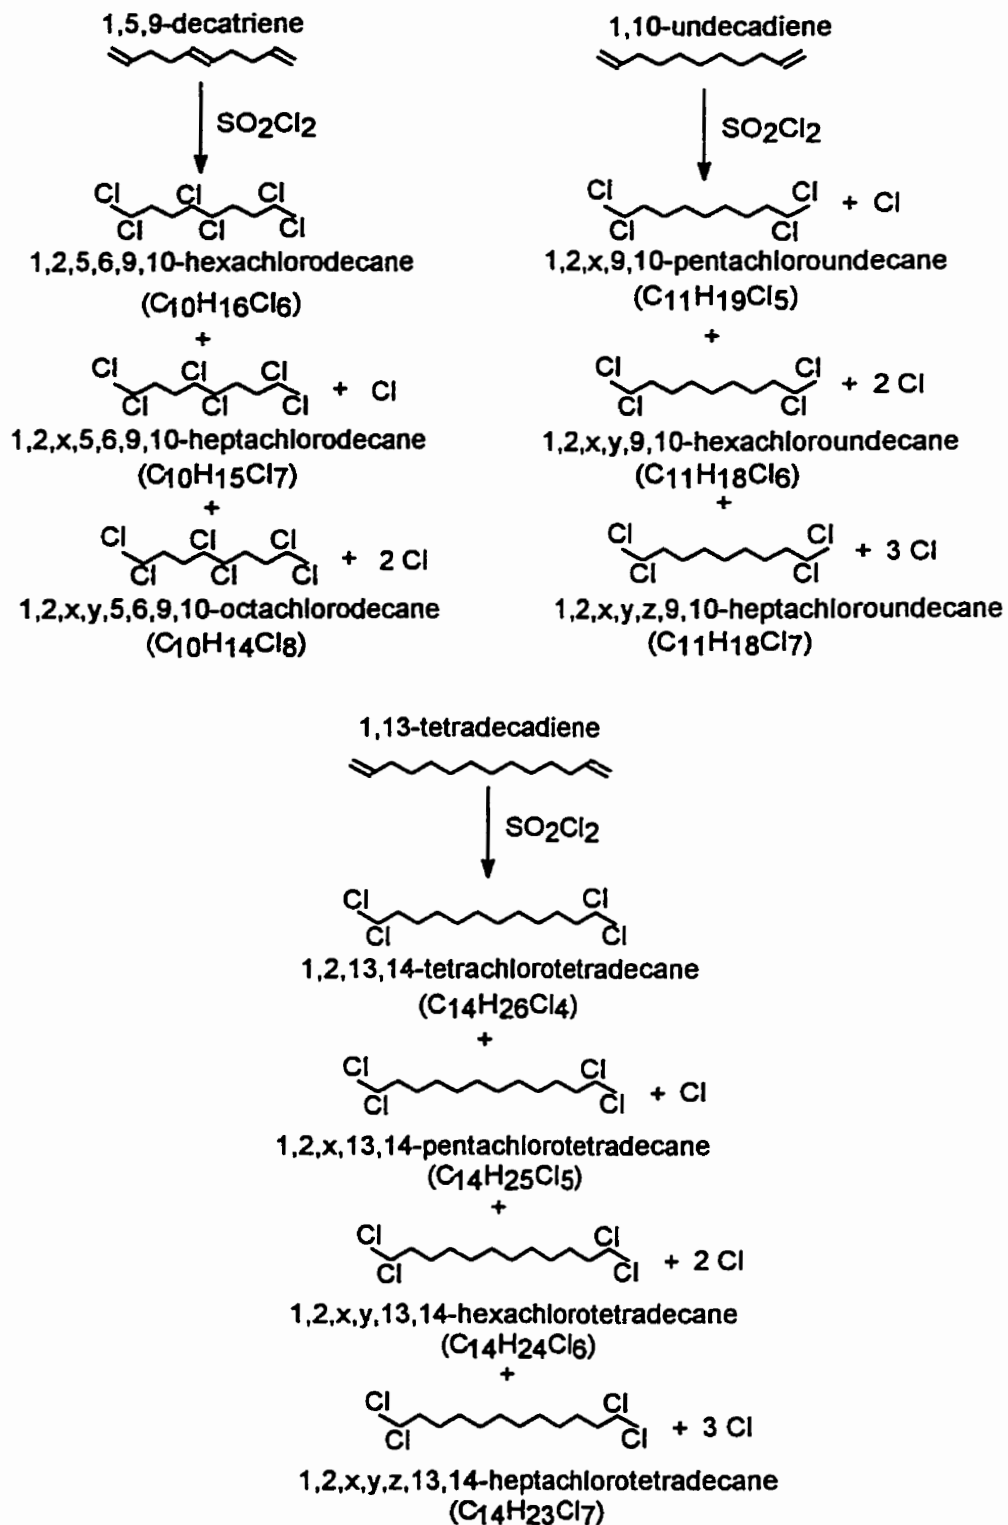 1,5,9-decatriene
SO2Cl2
Cl Cl Cl
Cl Cl Cl
1,2,5,6,9,10-hexachlorodecane
(C10H16Cl6)
+
Cl Cl Cl
Cl Cl Cl + Cl
1,2,x,5,6,9,10-heptachlorodecane
(C10H15Cl7)
+
Cl Cl Cl
Cl Cl Cl + 2 Cl
1,2,x,y,5,6,9,10-octachlorodecane
(C10H14Cl8)
1,10-undecadiene
SO2Cl2
Cl Cl + Cl
Cl Cl
1,2,x,9,10-pentachloroundecane
(C11H19Cl5)
+
Cl Cl + 2 Cl
Cl Cl
1,2,x,y,9,10-hexachloroundecane
(C11H18Cl6)
+
Cl Cl + 3 Cl
Cl Cl
1,2,x,y,z,9,10-heptachloroundecane
(C11H18Cl7)
1,13-tetradecadiene
SO2Cl2
Cl Cl
Cl Cl
1,2,13,14-tetrachlorotetradecane
(C14H26Cl4)
+
Cl Cl
Cl Cl + Cl
1,2,x,13,14-pentachlorotetradecane
(C14H25Cl5)
+
Cl Cl
Cl Cl + 2 Cl
1,2,x,y,13,14-hexachlorotetradecane
(C14H24Cl6)
+
Cl Cl
Cl Cl + 3 Cl
1,2,x,y,z,13,14-heptachlorotetradecane
(C14H23Cl7)